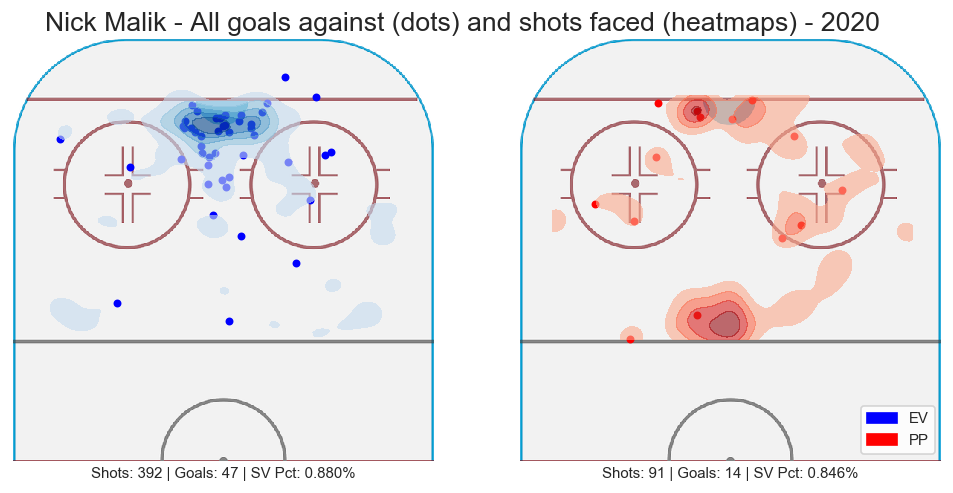 Nick Malik - All goals against (dots) and shots faced (heatmaps) - 2020
EV
PP
Shots: 392 | Goals: 47 | SV Pct: 0.880%
Shots: 91 | Goals: 14 | SV Pct: 0.846%